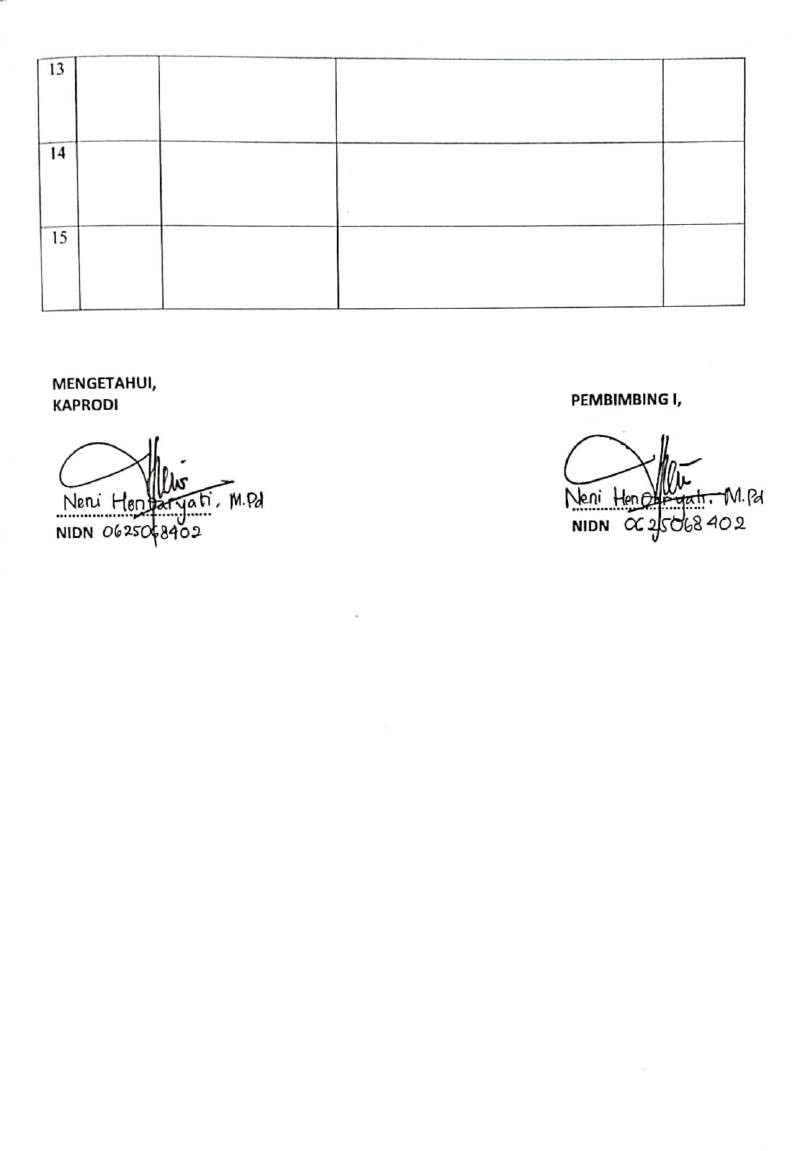 13
14
15
MENGETAHUI,
KAPRODI
PEMBIMBING I,
Neni Hendaryati, M.Pd
Neni Hendaryati, M.Pd
NIDN 0625068402
NIDN 0625068402